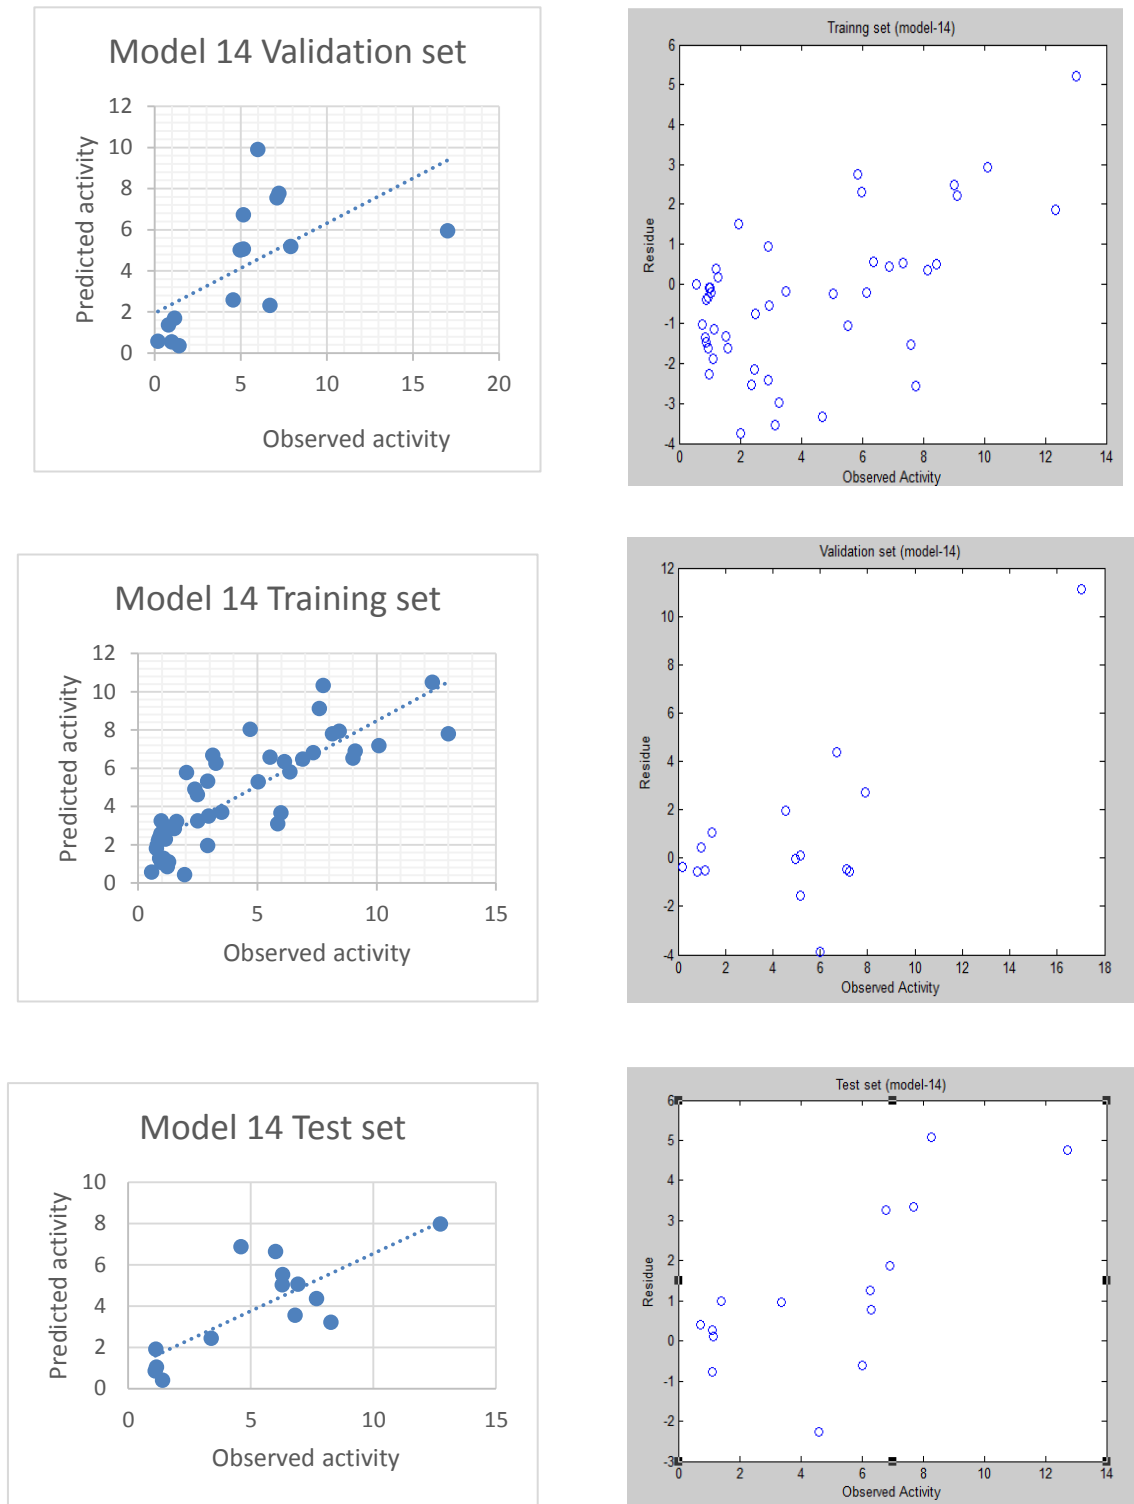 Model 14 Validation set
12
10
8
6
4
2
0
Predicted activity
0 5 10 15 20
Observed activity
Trainng set (model-14)
6
5
4
3
2
1
0
-1
-2
-3
-4
Residue
0 2 4 6 8 10 12 14
Observed Activity
Model 14 Training set
12
10
8
6
4
2
0
Predicted activity
0 5 10 15
Observed activity
Validation set (model-14)
12
10
8
6
4
2
0
-2
-4
Residue
0 2 4 6 8 10 12 14 16 18
Observed Activity
Model 14 Test set
10
8
6
4
2
0
Predicted activity
0 5 10 15
Observed activity
Test set (model-14)
6
5
4
3
2
1
0
-1
-2
-3
Residue
0 2 4 6 8 10 12 14
Observed Activity